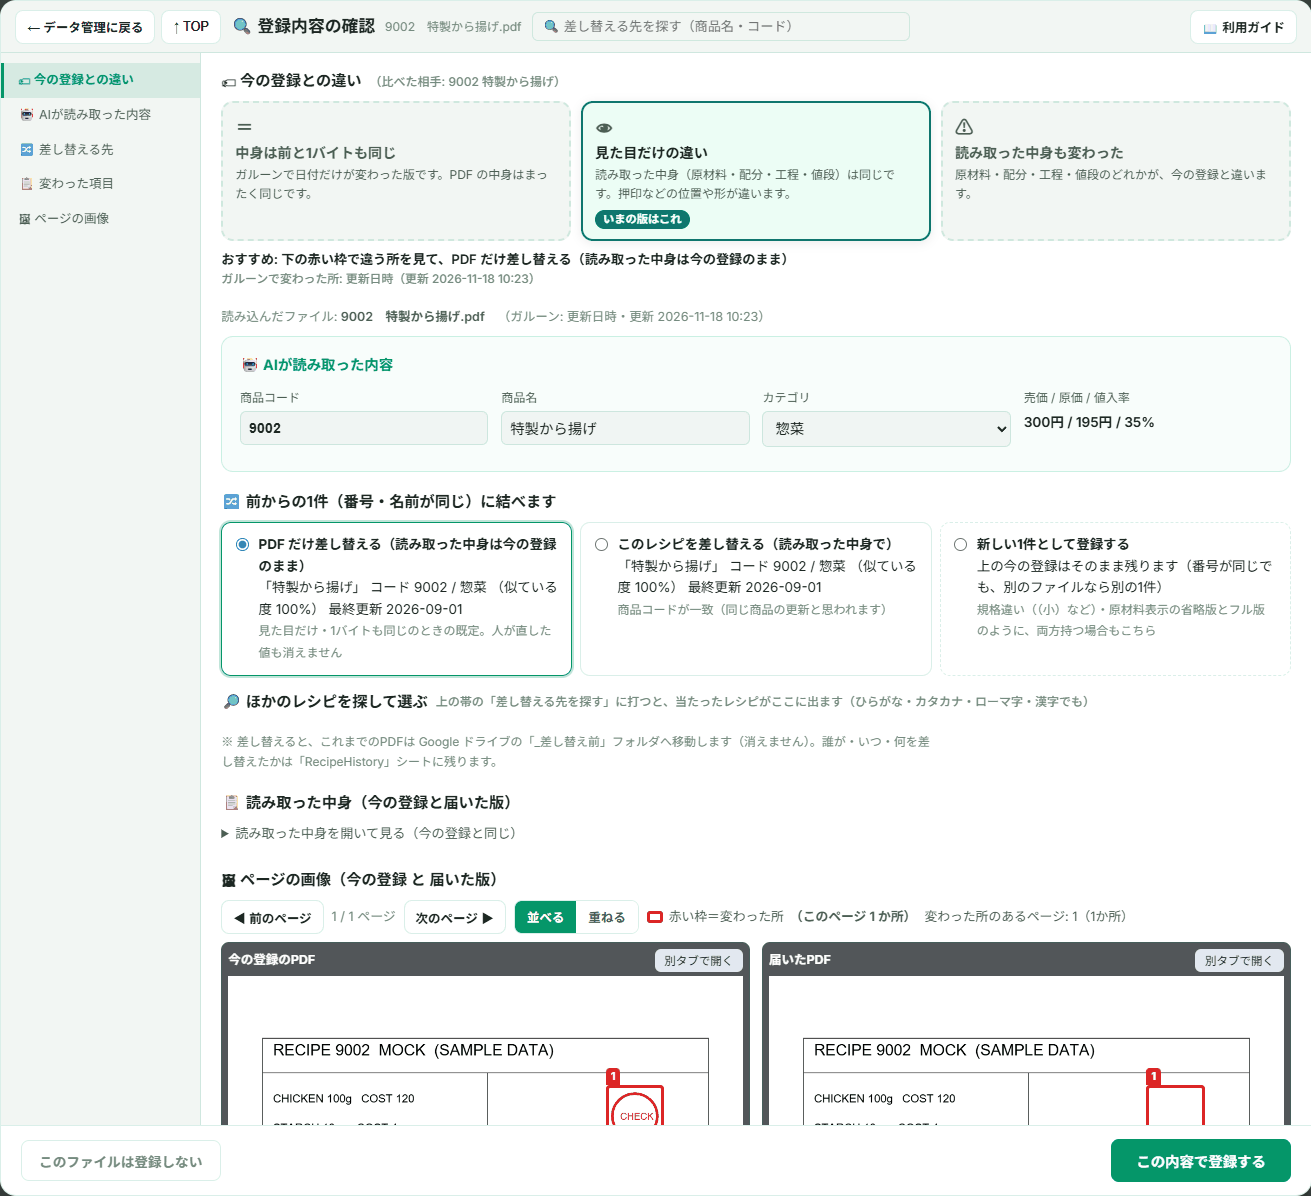 ← データ管理に戻る
↑ TOP
登録内容の確認
9002 特製から揚げ.pdf
差し替える先を探す（商品名・コード）
利用ガイド
今の登録との違い
AIが読み取った内容
差し替える先
変わった項目
ページの画像
今の登録との違い （比べた相手: 9002 特製から揚げ）
中身は前と1バイトも同じ
ガルーンで日付だけが変わった版です。PDF の中身はまっ
たく同じです。
見た目だけの違い
読み取った中身（原材料・配分・工程・値段）は同じで
す。押印などの位置や形が違います。
いまの版はこれ
読み取った中身も変わった
原材料・配分・工程・値段のどれかが、今の登録と違いま
す。
おすすめ: 下の赤い枠で違う所を見て、PDF だけ差し替える（読み取った中身は今の登録のまま）
ガルーンで変わった所: 更新日時（更新 2026-11-18 10:23）
読み込んだファイル: 9002 特製から揚げ.pdf （ガルーン: 更新日時・更新 2026-11-18 10:23）
AIが読み取った内容
商品コード
9002
商品名
特製から揚げ
カテゴリ
惣菜
売価 / 原価 / 値入率
300円 / 195円 / 35%
前からの1件（番号・名前が同じ）に結べます
PDF だけ差し替える（読み取った中身は今の登録
のまま）
「特製から揚げ」 コード 9002 / 惣菜 （似ている
度 100%） 最終更新 2026-09-01
見た目だけ・1バイトも同じのときの既定。人が直した
値も消えません
このレシピを差し替える（読み取った中身で）
「特製から揚げ」 コード 9002 / 惣菜 （似ている
度 100%） 最終更新 2026-09-01
商品コードが一致（同じ商品の更新と思われます）
新しい1件として登録する
上の今の登録はそのまま残ります（番号が同じで
も、別のファイルなら別の1件）
規格違い（（小）など）・原材料表示の省略版とフル版
のように、両方持つ場合もこちら
ほかのレシピを探して選ぶ 上の帯の「差し替える先を探す」に打つと、当たったレシピがここに出ます（ひらがな・カタカナ・ローマ字・漢字でも）
※ 差し替えると、これまでのPDFは Google ドライブの「_差し替え前」フォルダへ移動します（消えません）。誰が・いつ・何を差
し替えたかは「RecipeHistory」シートに残ります。
読み取った中身（今の登録と届いた版）
▶ 読み取った中身を開いて見る（今の登録と同じ）
ページの画像（今の登録 と 届いた版）
◀ 前のページ
1 / 1 ページ
次のページ ▶
並べる
重ねる
赤い枠＝変わった所 （このページ 1 か所） 変わった所のあるページ: 1（1か所）
今の登録のPDF
別タブで開く
RECIPE 9002 MOCK (SAMPLE DATA)
CHICKEN 100g COST 120
1
CHECK
届いたPDF
別タブで開く
RECIPE 9002 MOCK (SAMPLE DATA)
CHICKEN 100g COST 120
1
このファイルは登録しない
この内容で登録する